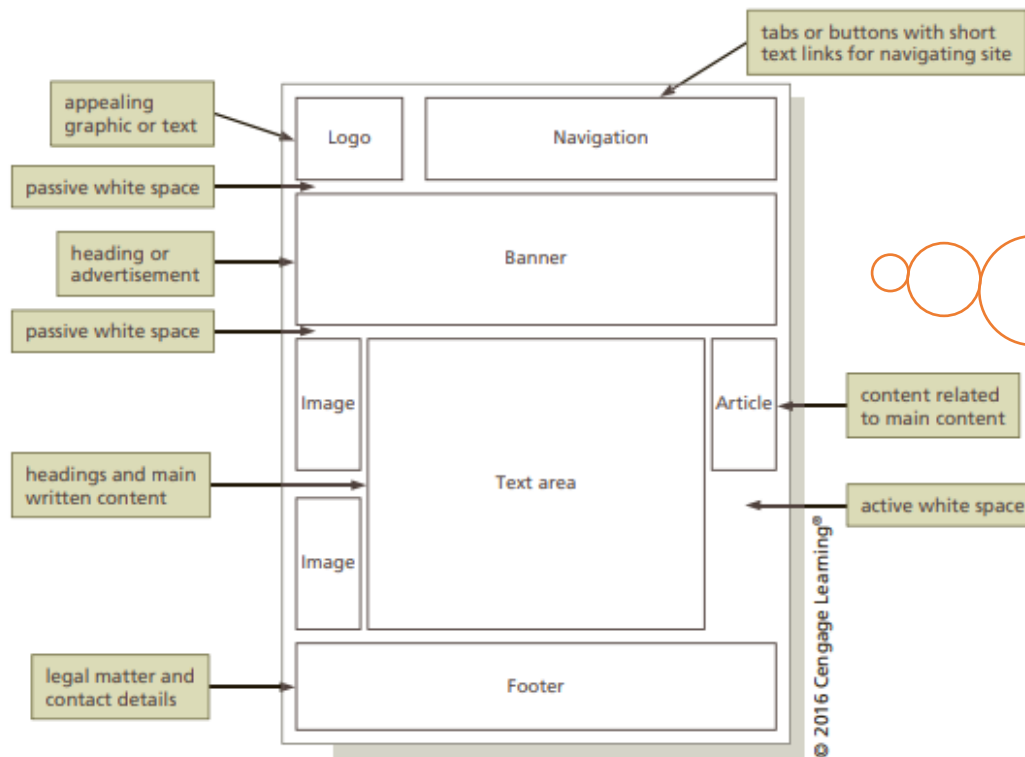 tabs or buttons with short
text links for navigating site
appealing
graphic or text
Logo
Navigation
passive white space
heading or
advertisement
Banner
passive white space
Image
Article
content related
to main content
headings and main
written content
Text area
active white space
Image
legal matter and
contact details
Footer
© 2016 Cengage Learning®